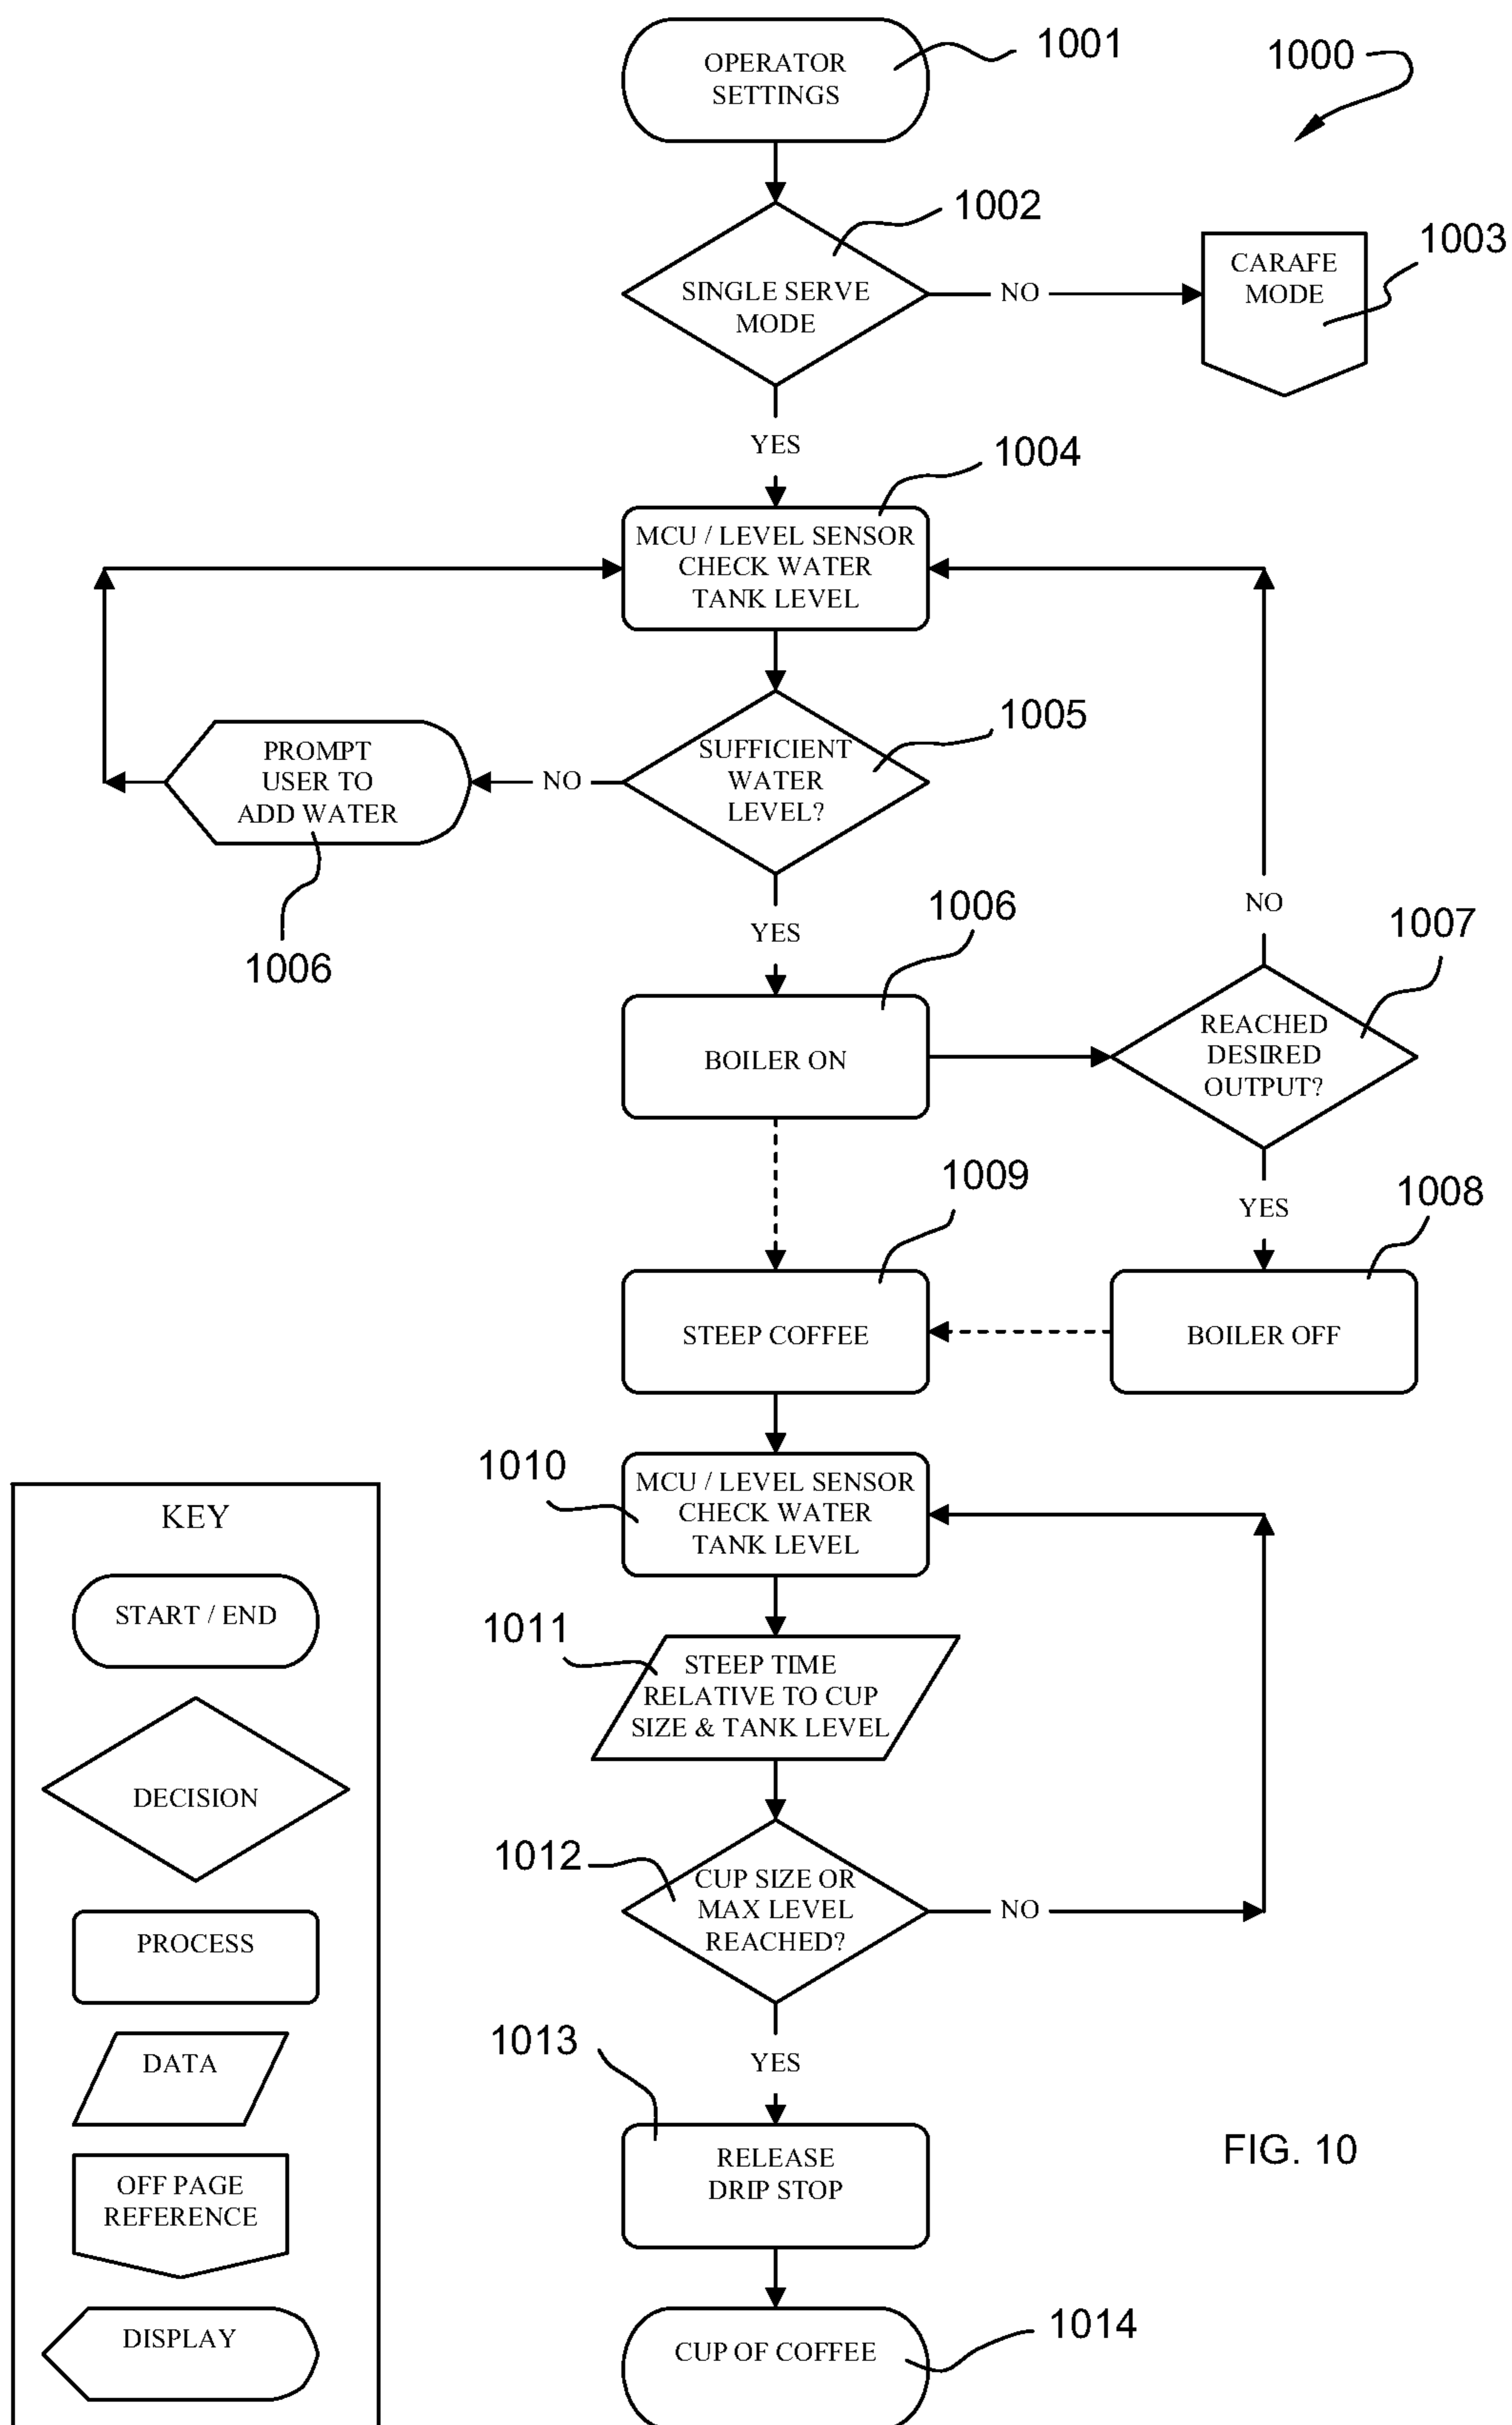 1001
OPERATOR
SETTINGS
1000
1002
SINGLE SERVE
MODE
NO
CARAFE
MODE
1003
YES
1004
MCU / LEVEL SENSOR
CHECK WATER
TANK LEVEL
1005
SUFFICIENT
WATER
LEVEL?
NO
PROMPT
USER TO
ADD WATER
1006
YES
1006
BOILER ON
NO
1007
REACHED
DESIRED
OUTPUT?
YES
1008
BOILER OFF
1009
STEEP COFFEE
1010
MCU / LEVEL SENSOR
CHECK WATER
TANK LEVEL
1011
STEEP TIME
RELATIVE TO CUP
SIZE & TANK LEVEL
1012
CUP SIZE OR
MAX LEVEL
REACHED?
NO
YES
1013
RELEASE
DRIP STOP
1014
CUP OF COFFEE
KEY
START / END
DECISION
PROCESS
DATA
OFF PAGE
REFERENCE
DISPLAY
FIG. 10